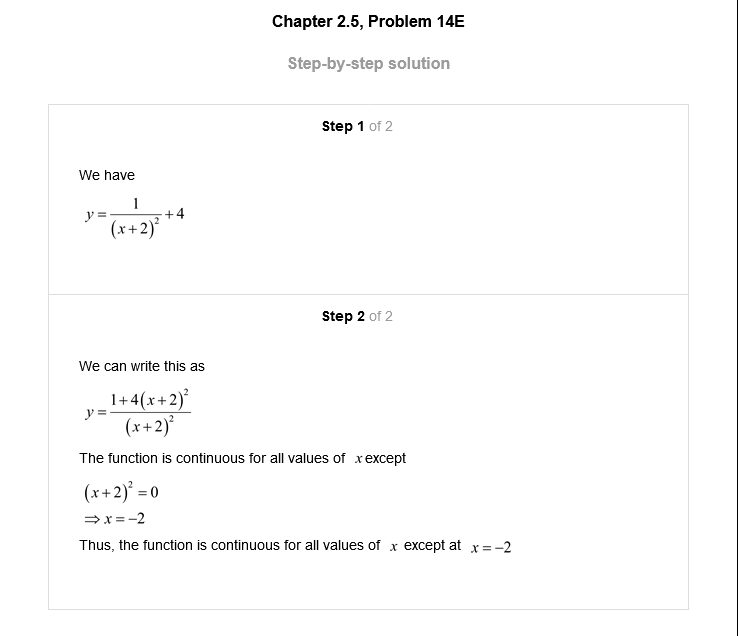 Chapter 2.5, Problem 14E
Step-by-step solution
Step 1 of 2
We have
y = 1/(x+2)² + 4
Step 2 of 2
We can write this as
y = 1+4(x+2)²/(x+2)²
The function is continuous for all values of x except
(x+2)² = 0
⇒ x = −2
Thus, the function is continuous for all values of x except at x = −2